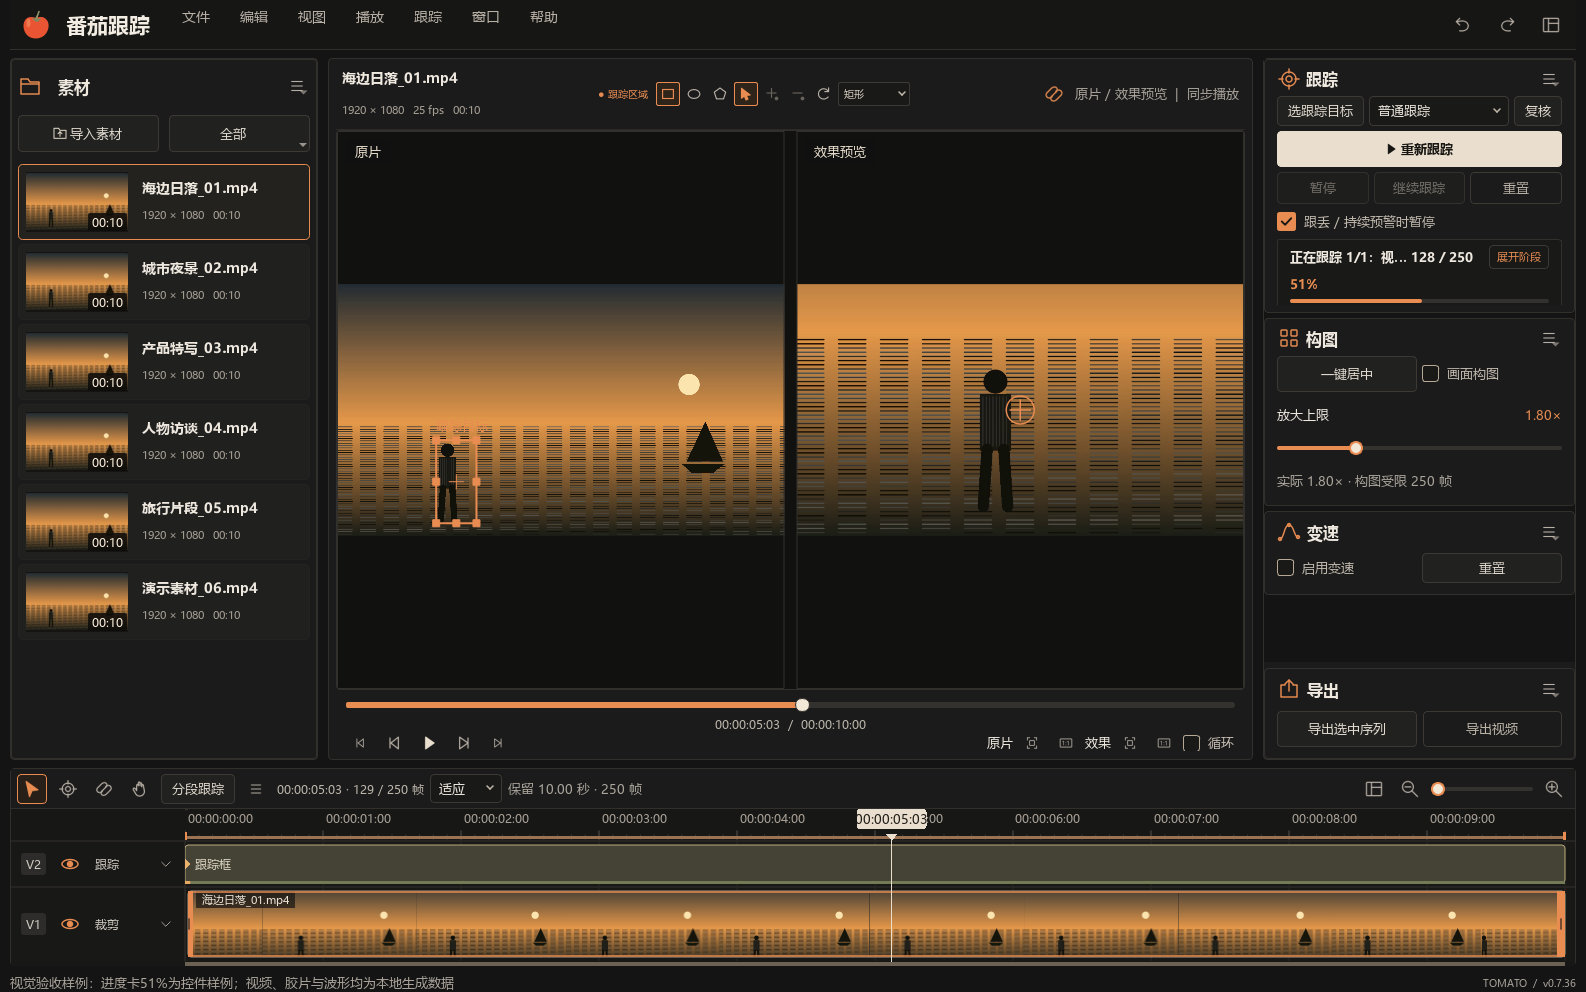 番茄跟踪 文件 编辑 视图 播放 跟踪 窗口 帮助
素材
导入素材 全部
海边日落_01.mp4
1920 × 1080 00:10
00:10
城市夜景_02.mp4
1920 × 1080 00:10
00:10
产品特写_03.mp4
1920 × 1080 00:10
00:10
人物访谈_04.mp4
1920 × 1080 00:10
00:10
旅行片段_05.mp4
1920 × 1080 00:10
00:10
演示素材_06.mp4
1920 × 1080 00:10
00:10
海边日落_01.mp4
1920 × 1080 25 fps 00:10
跟踪区域 矩形
原片 / 效果预览 | 同步播放
原片
效果预览
00:00:05:03 / 00:00:10:00
原片 1:1 效果 1:1 循环
跟踪
选跟踪目标 普通跟踪 复核
重新跟踪
暂停 继续跟踪 重置
跟丢 / 持续预警时暂停
正在跟踪 1/1：视... 128 / 250 展开阶段
51%
构图
一键居中 画面构图
放大上限 1.80×
实际 1.80× · 构图受限 250 帧
变速
启用变速 重置
导出
导出选中序列 导出视频
分段跟踪 00:00:05:03 · 129 / 250 帧 适应 保留 10.00 秒 · 250 帧
00:00:00:00 00:00:01:00 00:00:02:00 00:00:03:00 00:00:04:00 00:00:05:03 00:00:06:00 00:00:07:00 00:00:08:00 00:00:09:00
V2 跟踪 跟踪框
V1 裁剪 海边日落_01.mp4
视觉验收样例：进度卡51%为控件样例；视频、胶片与波形均为本地生成数据
TOMATO / v0.7.36